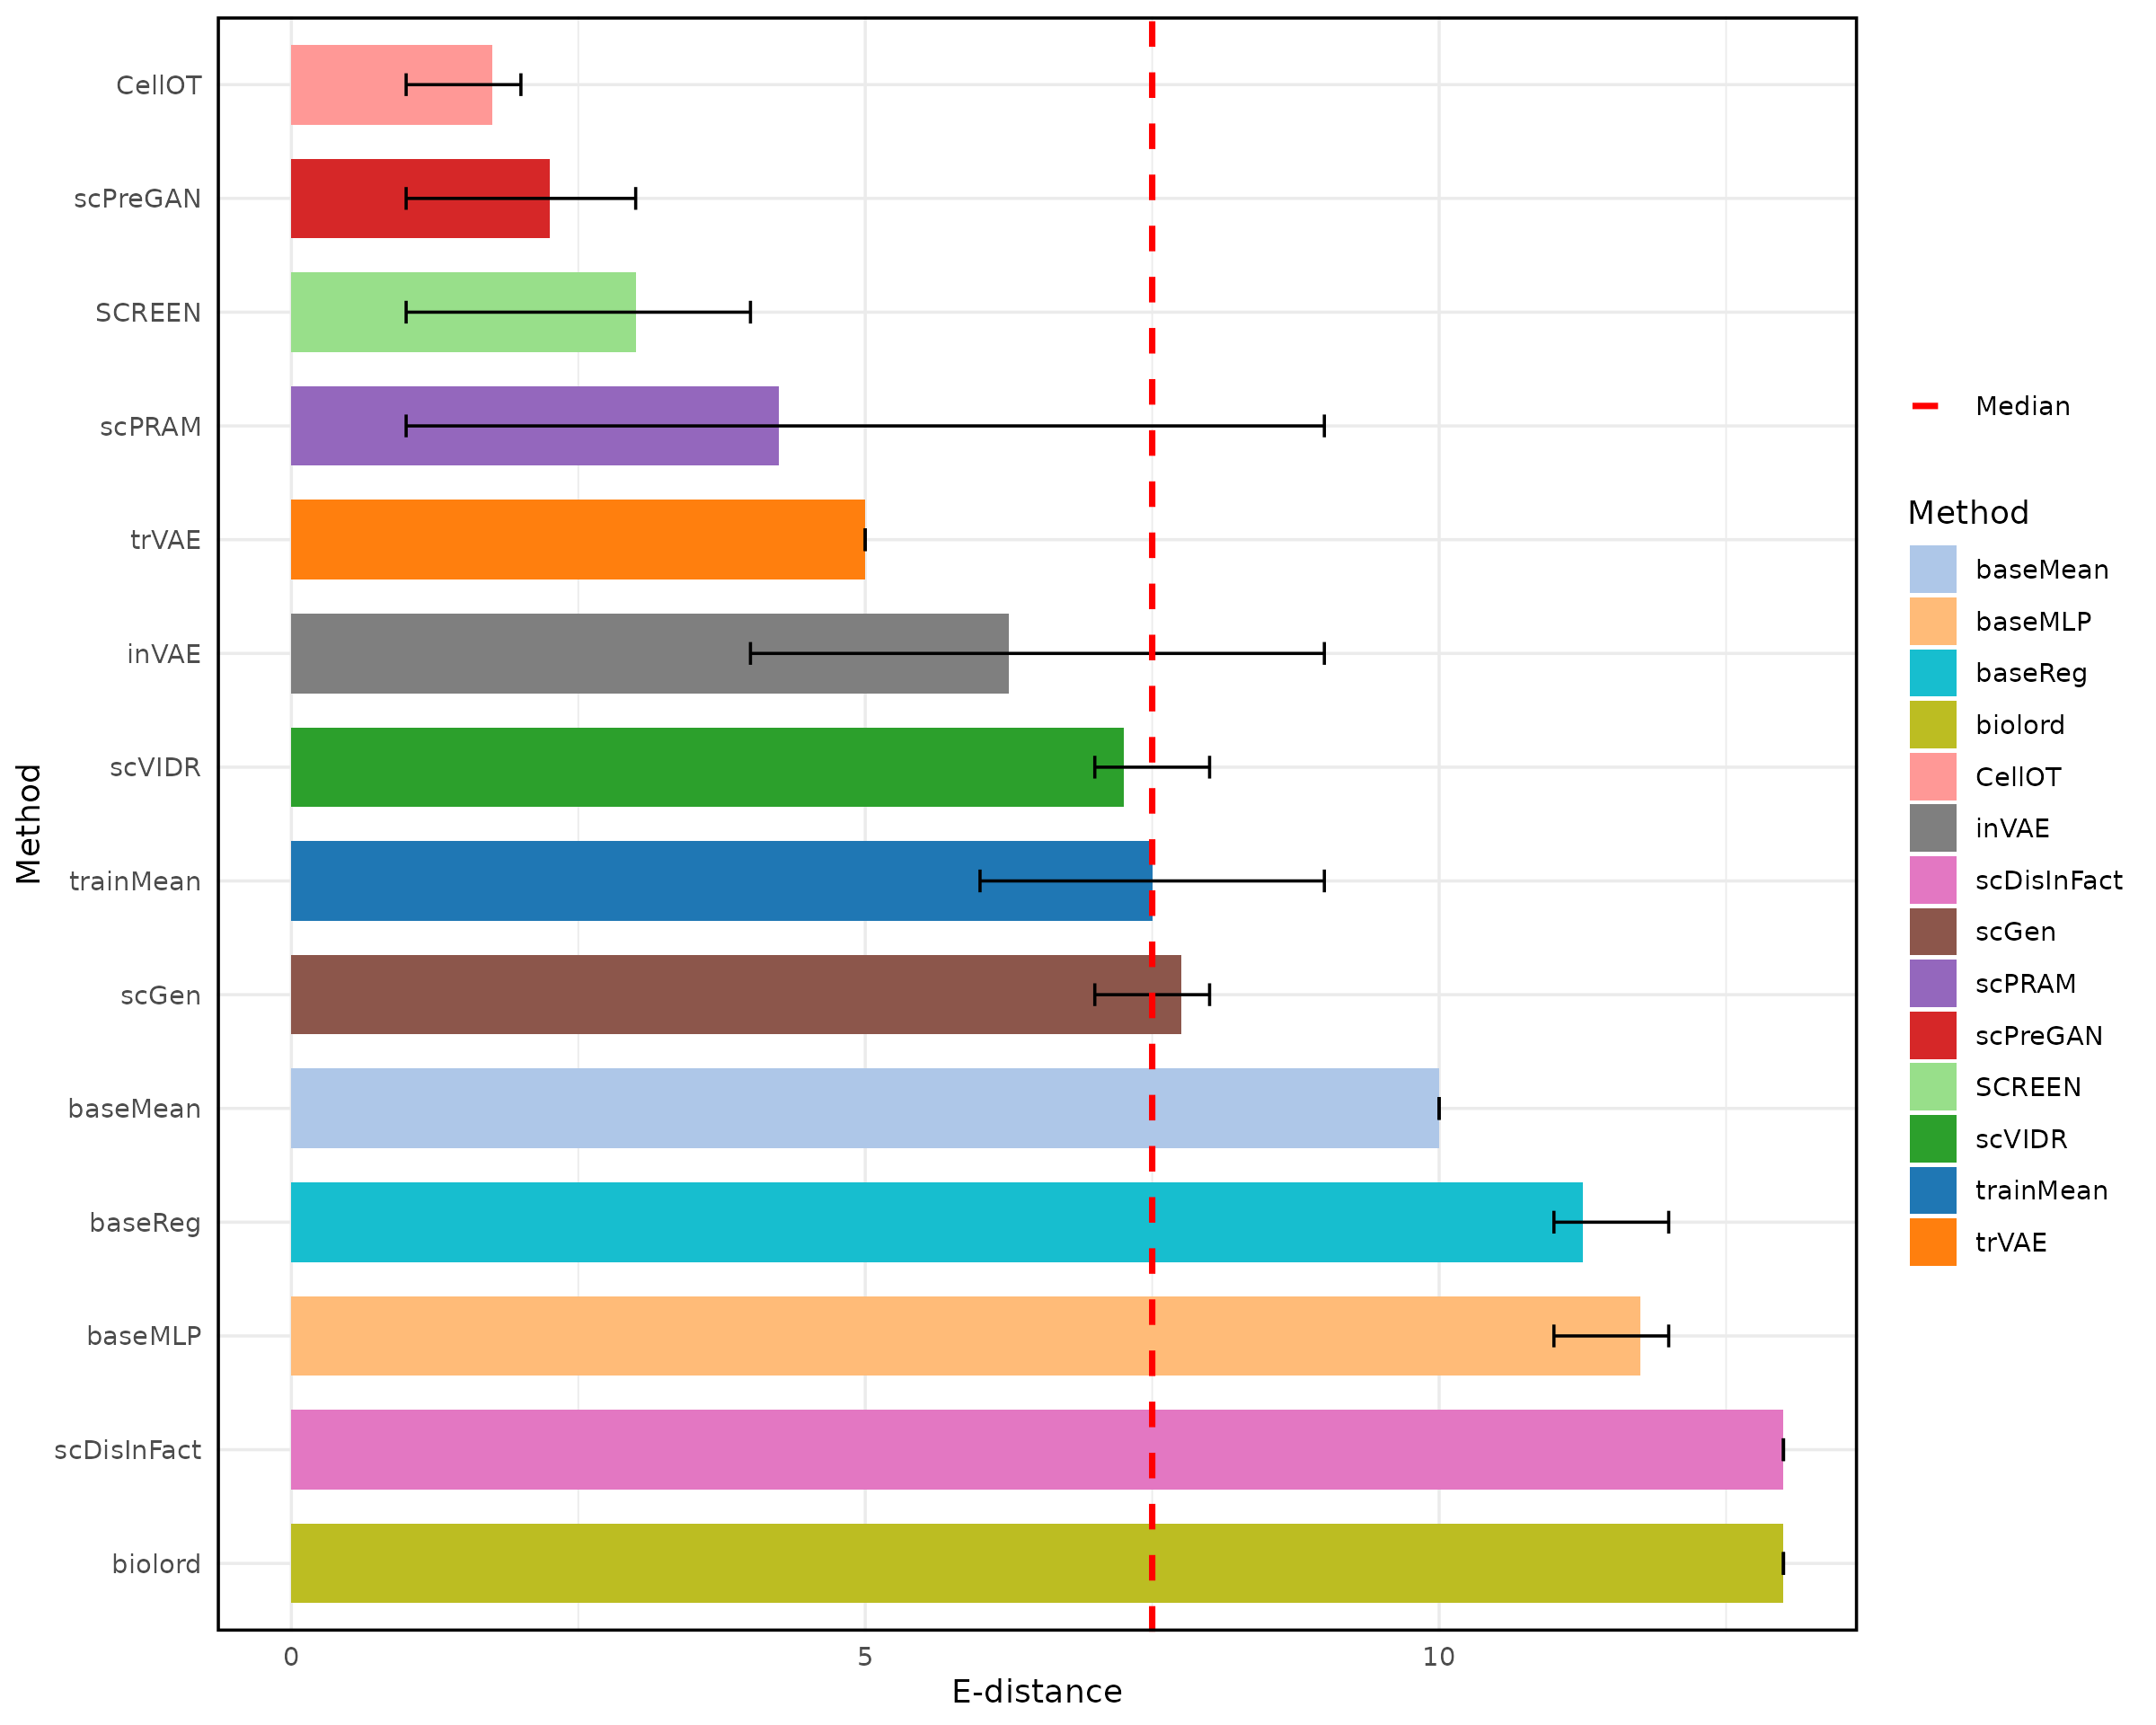 Method
CellOT
scPreGAN
SCREEN
scPRAM
trVAE
inVAE
scVIDR
trainMean
scGen
baseMean
baseReg
baseMLP
scDisInFact
biolord
0 5 10
E-distance
Median
Method
baseMean
baseMLP
baseReg
biolord
CellOT
inVAE
scDisInFact
scGen
scPRAM
scPreGAN
SCREEN
scVIDR
trainMean
trVAE